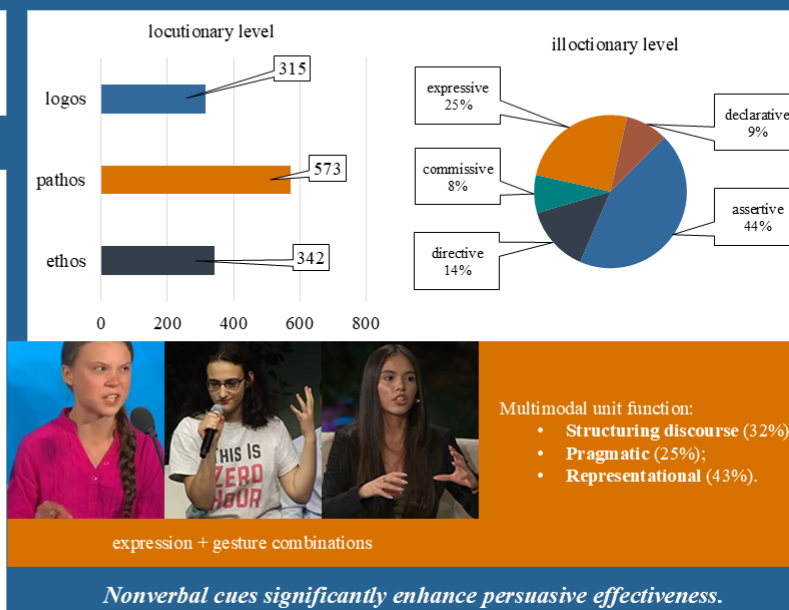 locutionary level
logos
315
pathos
573
ethos
342
0 200 400 600 800
illoctionary level
expressive
25%
declarative
9%
commissive
8%
assertive
44%
directive
14%
THIS IS
ZERO
HOUR
Multimodal unit function:
• Structuring discourse (32%)
• Pragmatic (25%);
• Representational (43%).
expression + gesture combinations
Nonverbal cues significantly enhance persuasive effectiveness.